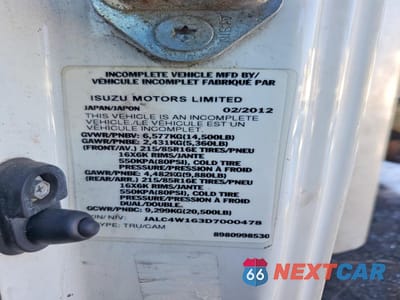 INCOMPLETE VEHICLE MFD BY/
VÉHICULE INCOMPLET FABRIQUÉ PAR
ISUZU MOTORS LIMITED
JAPAN/JAPON 02/2012
THIS VEHICLE IS AN INCOMPLETE
VEHICLE/LE VÉHICULE EST UN
VÉHICULE INCOMPLET
GVWR/PNBV: 6,577KG(14,500LB)
GAWR/PNBE: 2,431KG(5,360LB)
(FRONT/AV.) 215/85R16E TIRES/PNEU
16X6K RIMS/JANTE
550KPA(80PSI), COLD TIRE
PRESSURE/PRESSION À FROID
GAWR/PNBE: 4,482KG(9,880LB)
(REAR/ARR.) 215/85R16E TIRES/PNEU
16X6K RIMS/JANTE
550KPA(80PSI), COLD TIRE
PRESSURE/PRESSION À FROID
DUAL/DOUBLE.
GCWR/PNBC: 9,299KG(20,500LB)
VIN/NIV: JALC4W163D7000478
TYPE: TRU/CAM
8980998530
66 NEXTCAR